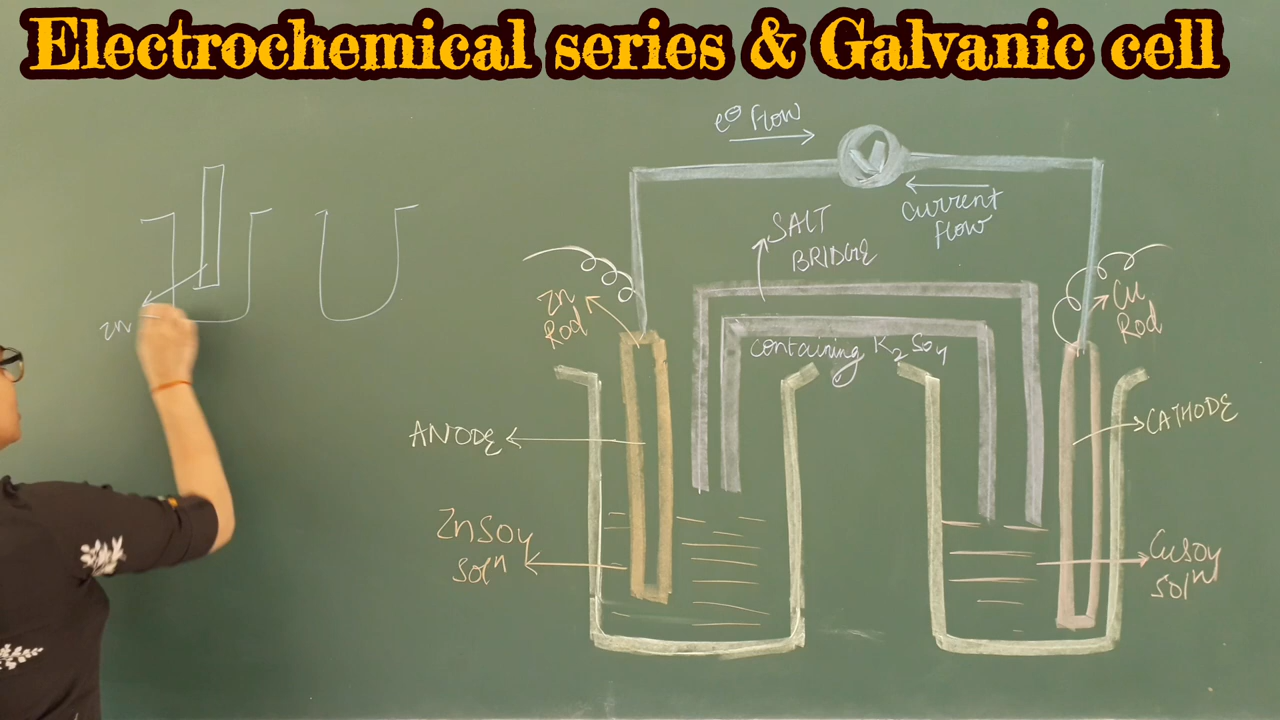 Electrochemical series & Galvanic cell
e⊖ flow
V
Current
flow
SALT
BRIDGE
Zn
Rod
Cu
Rod
containing K2SO4
ANODE
CATHODE
ZnSO4
solⁿ
CuSO4
solⁿ
Zn